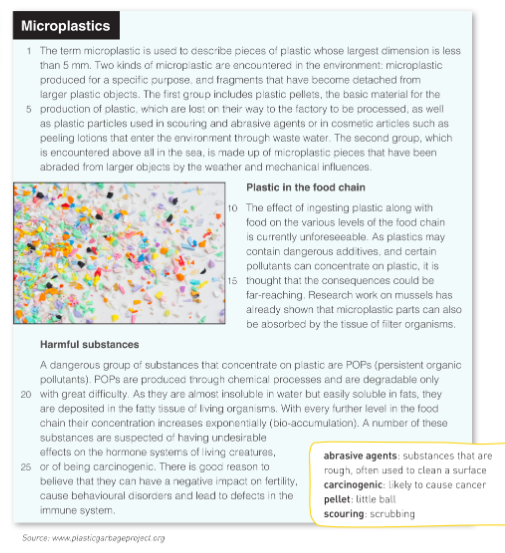 Microplastics
1 The term microplastic is used to describe pieces of plastic whose largest dimension is less
than 5 mm. Two kinds of microplastic are encountered in the environment: microplastic
produced for a specific purpose, and fragments that have become detached from
larger plastic objects. The first group includes plastic pellets, the basic material for the
5 production of plastic, which are lost on their way to the factory to be processed, as well
as plastic particles used in scouring and abrasive agents or in cosmetic articles such as
peeling lotions that enter the environment through waste water. The second group, which
is encountered above all in the sea, is made up of microplastic pieces that have been
abraded from larger objects by the weather and mechanical influences.
Plastic in the food chain
10 The effect of ingesting plastic along with
food on the various levels of the food chain
is currently unforeseeable. As plastics may
contain dangerous additives, and certain
pollutants can concentrate on plastic, it is
15 thought that the consequences could be
far-reaching. Research work on mussels has
already shown that microplastic parts can also
be absorbed by the tissue of filter organisms.
Harmful substances
A dangerous group of substances that concentrate on plastic are POPs (persistent organic
pollutants). POPs are produced through chemical processes and are degradable only
20 with great difficulty. As they are almost insoluble in water but easily soluble in fats, they
are deposited in the fatty tissue of living organisms. With every further level in the food
chain their concentration increases exponentially (bio-accumulation). A number of these
substances are suspected of having undesirable
effects on the hormone systems of living creatures,
25 or of being carcinogenic. There is good reason to
believe that they can have a negative impact on fertility,
cause behavioural disorders and lead to defects in the
immune system.
abrasive agents: substances that are
rough, often used to clean a surface
carcinogenic: likely to cause cancer
pellet: little ball
scouring: scrubbing
Source: www.plasticgarbageproject.org